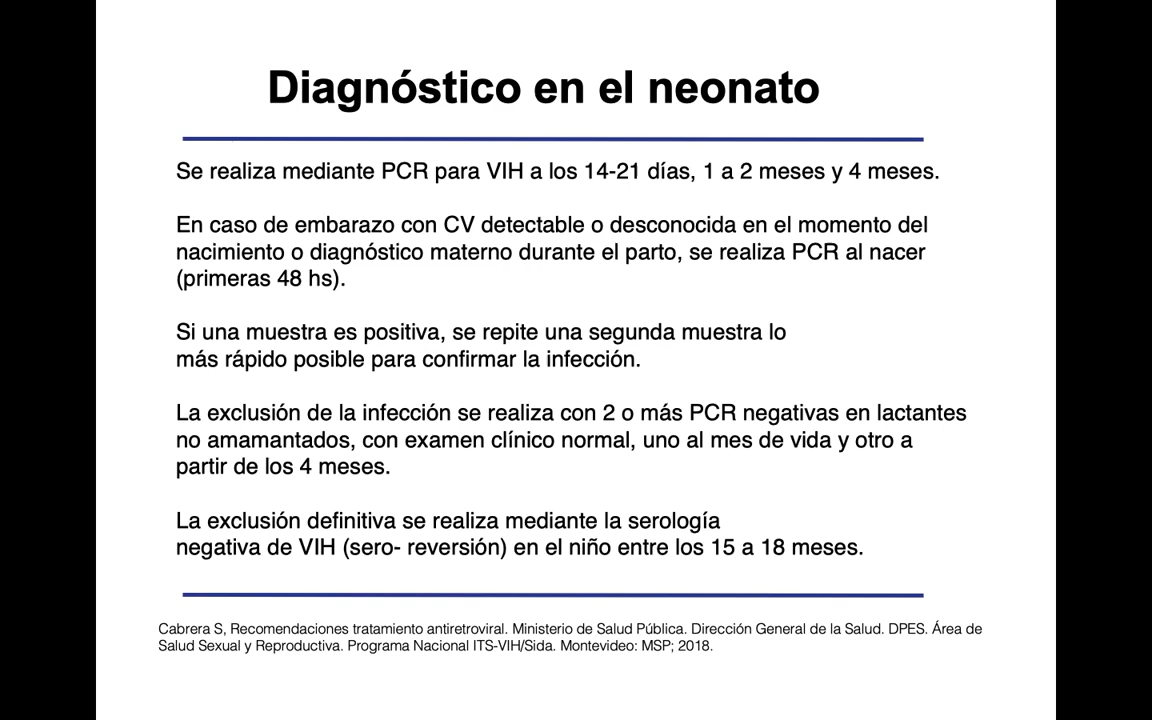 Diagnóstico en el neonato
Se realiza mediante PCR para VIH a los 14-21 días, 1 a 2 meses y 4 meses.
En caso de embarazo con CV detectable o desconocida en el momento del
nacimiento o diagnóstico materno durante el parto, se realiza PCR al nacer
(primeras 48 hs).
Si una muestra es positiva, se repite una segunda muestra lo
más rápido posible para confirmar la infección.
La exclusión de la infección se realiza con 2 o más PCR negativas en lactantes
no amamantados, con examen clínico normal, uno al mes de vida y otro a
partir de los 4 meses.
La exclusión definitiva se realiza mediante la serología
negativa de VIH (sero- reversión) en el niño entre los 15 a 18 meses.
Cabrera S, Recomendaciones tratamiento antiretroviral. Ministerio de Salud Pública. Dirección General de la Salud. DPES. Área de
Salud Sexual y Reproductiva. Programa Nacional ITS-VIH/Sida. Montevideo: MSP; 2018.